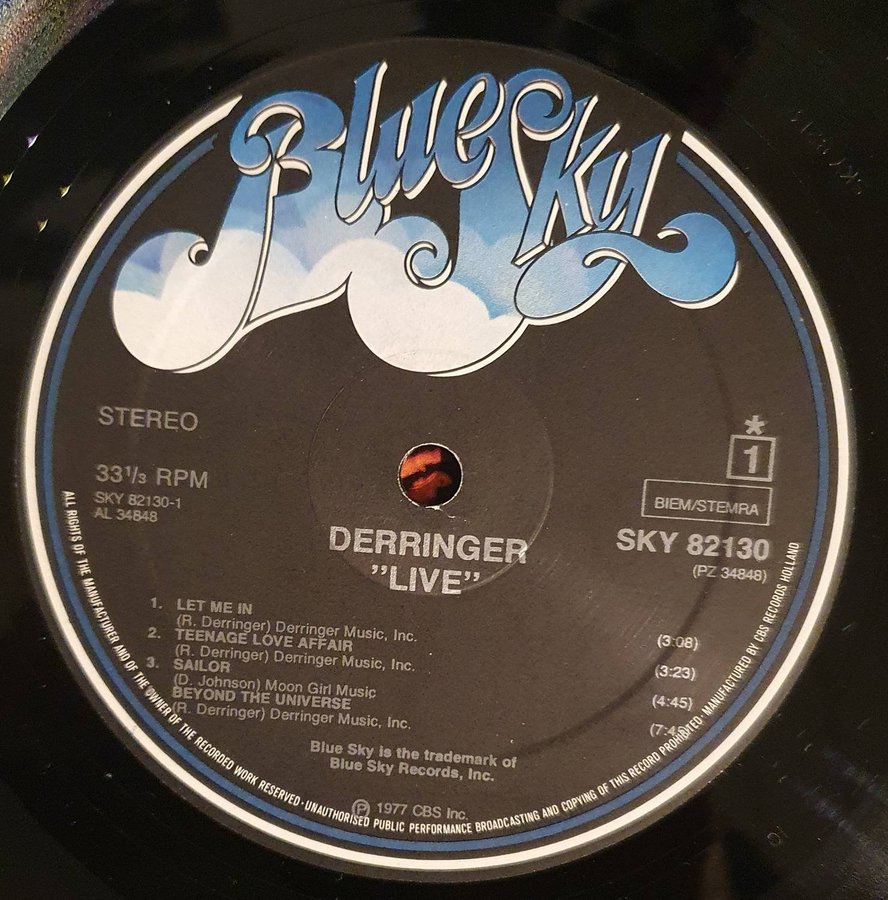 Blue Sky
STEREO
33 1/3 RPM
SKY 82130-1
AL 34848
*
1
BIEM/STEMRA
SKY 82130
(PZ 34848)
DERRINGER
"LIVE"
1. LET ME IN
(R. Derringer) Derringer Music, Inc. (3:08)
2. TEENAGE LOVE AFFAIR
(R. Derringer) Derringer Music, Inc. (3:23)
3. SAILOR
(D. Johnson) Moon Girl Music (4:45)
BEYOND THE UNIVERSE
(R. Derringer) Derringer Music, Inc.
Blue Sky is the trademark of
Blue Sky Records, Inc.
Ⓟ 1977 CBS Inc.
ALL RIGHTS OF THE MANUFACTURER AND OF THE OWNER OF THE RECORDED WORK RESERVED · UNAUTHORISED PUBLIC PERFORMANCE BROADCASTING AND COPYING OF THIS RECORD PROHIBITED · MANUFACTURED BY CBS RECORDS HOLLAND